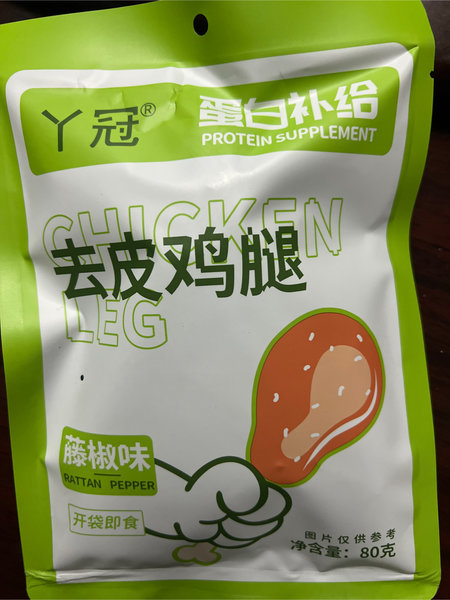 丫冠® 蛋白补给
PROTEIN SUPPLEMENT
CHICKEN
去皮鸡腿
LEG
藤椒味
RATTAN PEPPER
开袋即食
图片仅供参考
净含量：80克